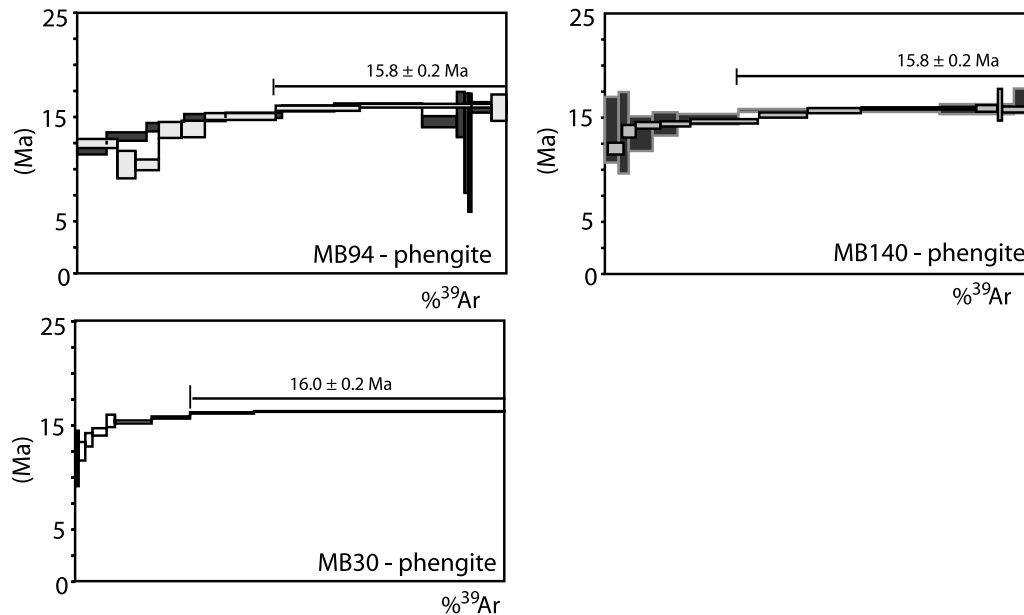 25
15
5
0
(Ma)
15.8 ± 0.2 Ma
MB94 - phengite
%³⁹Ar
25
15
5
0
(Ma)
15.8 ± 0.2 Ma
MB140 - phengite
%³⁹Ar
25
15
5
0
(Ma)
16.0 ± 0.2 Ma
MB30 - phengite
%³⁹Ar